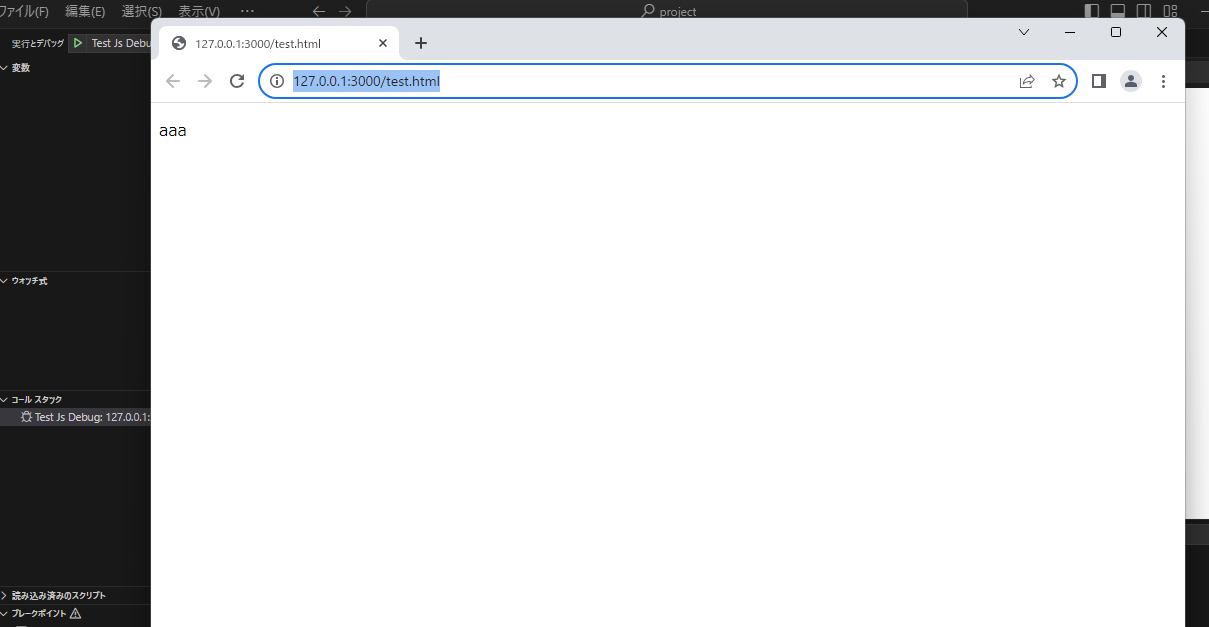 ファイル(F) 編集(E) 選択(S) 表示(V) ··· project
実行とデバッグ Test Js Debu
127.0.0.1:3000/test.html
変数
127.0.0.1:3000/test.html
aaa
ウォッチ式
コール スタック
Test Js Debug: 127.0.0.1:
読み込み済みのスクリプト
ブレークポイント